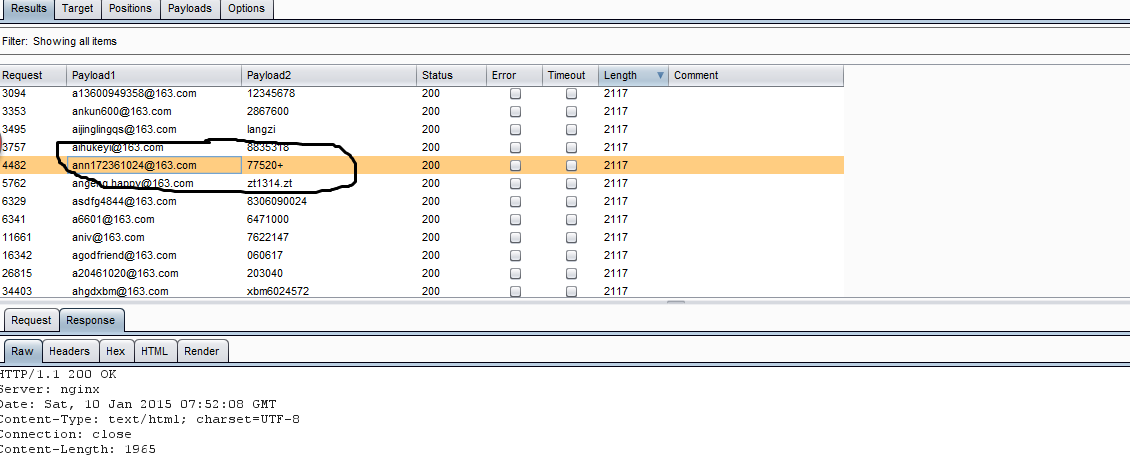 Results Target Positions Payloads Options
Filter: Showing all items
Request Payload1 Payload2 Status Error Timeout Length Comment
3094 a13600949358@163.com 12345678 200 2117
3353 ankun600@163.com 2867600 200 2117
3495 aijinglingqs@163.com langzi 200 2117
3757 aihukeyi@163.com 8835318 200 2117
4482 ann172361024@163.com 77520+ 200 2117
5762 angeng.happy@163.com zt1314.zt 200 2117
6329 asdfg4844@163.com 8306090024 200 2117
6341 a6601@163.com 6471000 200 2117
11661 aniv@163.com 7622147 200 2117
16342 agodfriend@163.com 060617 200 2117
26815 a20461020@163.com 203040 200 2117
34403 ahgdxbm@163.com xbm6024572 200 2117
Request Response
Raw Headers Hex HTML Render
HTTP/1.1 200 OK
Server: nginx
Date: Sat, 10 Jan 2015 07:52:08 GMT
Content-Type: text/html; charset=UTF-8
Connection: close
Content-Length: 1965